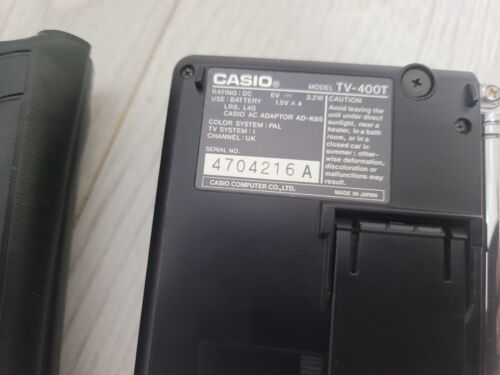 CASIO®
MODEL TV-400T
RATING: DC 6V 3.2W
USE: BATTERY 1.5V × 4
LR6, L40
CASIO AC ADAPTOR AD-K65
COLOR SYSTEM: PAL
TV SYSTEM: I
CHANNEL: UK
SERIAL NO.
4704216 A
CASIO COMPUTER CO., LTD.
CAUTION
Avoid leaving the
unit under direct
sunlight, near a
heater, in a bath
room, or in a
closed car in
summer; other-
wise deformation,
discoloration or
malfunctions may
result.
MADE IN JAPAN